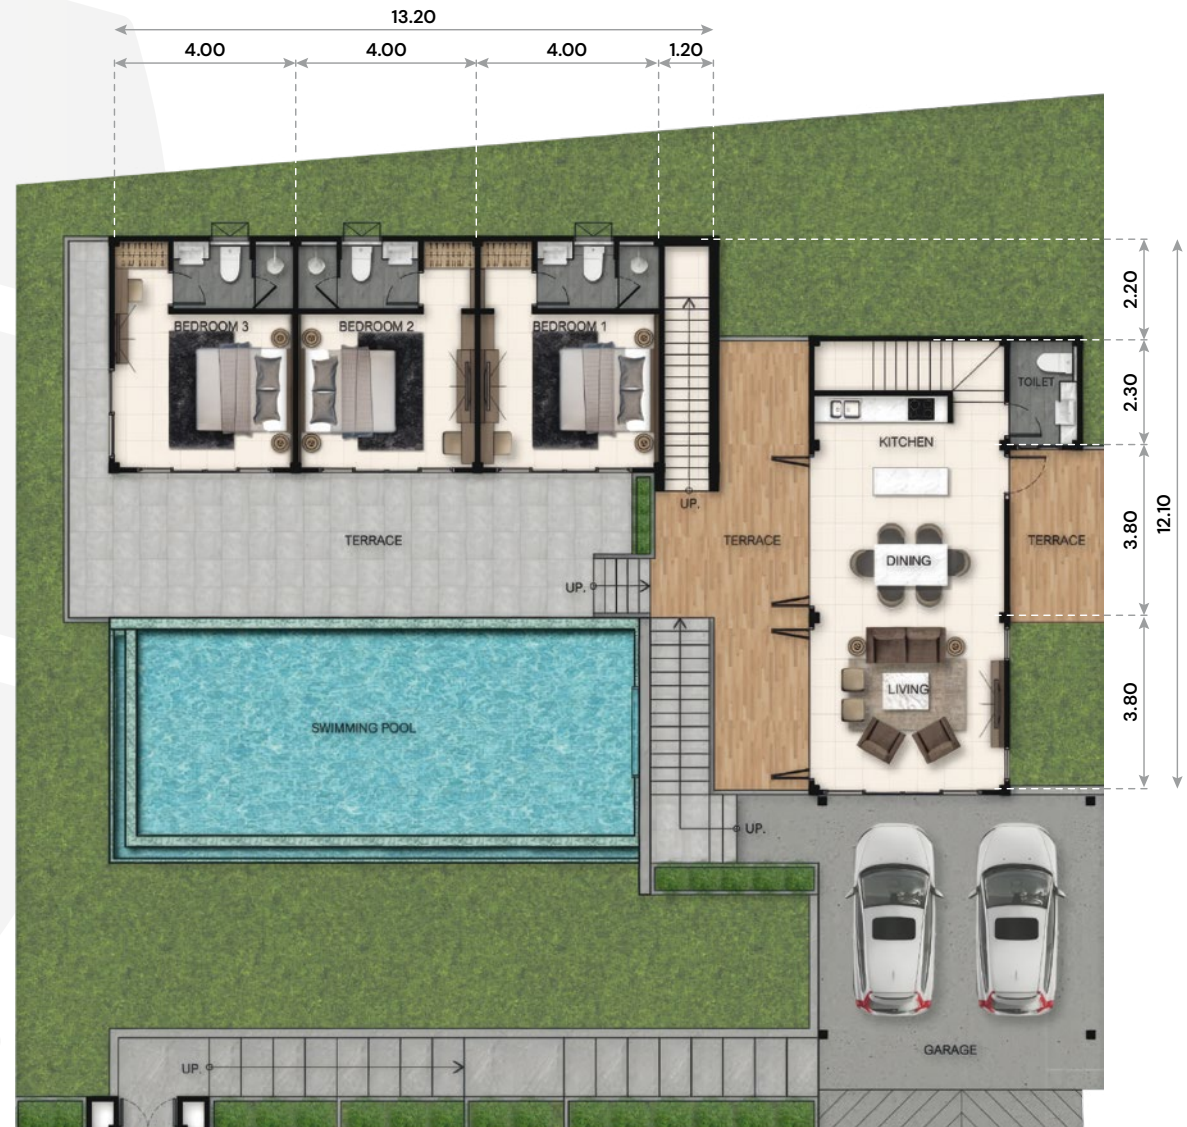 13.20
4.00
4.00
4.00
1.20
2.20
2.30
3.80
12.10
3.80
BEDROOM 3
BEDROOM 2
BEDROOM 1
TOILET
KITCHEN
UP.
TERRACE
TERRACE
TERRACE
DINING
UP.
LIVING
SWIMMING POOL
UP.
GARAGE
UP.